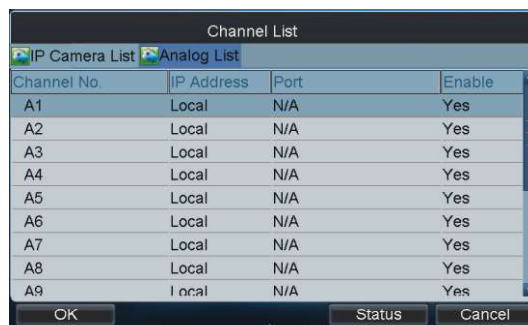 Channel List
IP Camera List Analog List
Channel No. IP Address Port Enable
A1 Local N/A Yes
A2 Local N/A Yes
A3 Local N/A Yes
A4 Local N/A Yes
A5 Local N/A Yes
A6 Local N/A Yes
A7 Local N/A Yes
A8 Local N/A Yes
A9 Local N/A Yes
OK Status Cancel